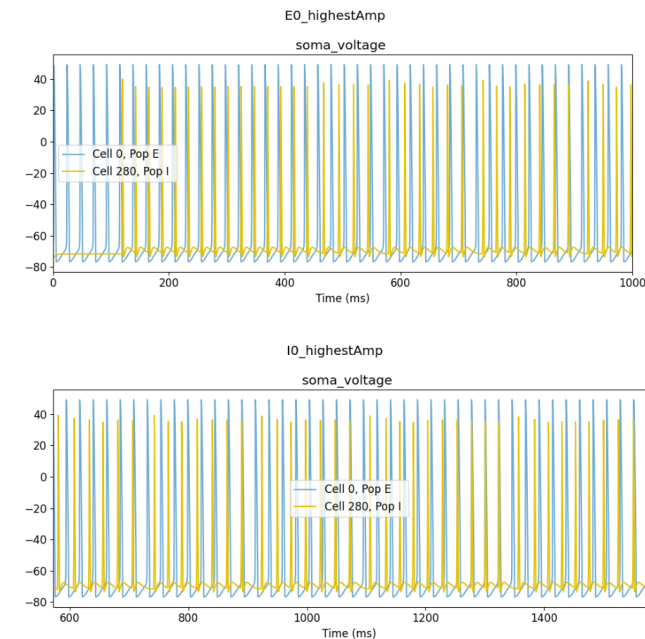 E0_highestAmp
soma_voltage
40
20
0
−20
−40
−60
−80
Cell 0, Pop E
Cell 280, Pop I
0 200 400 600 800 1000
Time (ms)
I0_highestAmp
soma_voltage
40
20
0
−20
−40
−60
−80
Cell 0, Pop E
Cell 280, Pop I
600 800 1000 1200 1400
Time (ms)